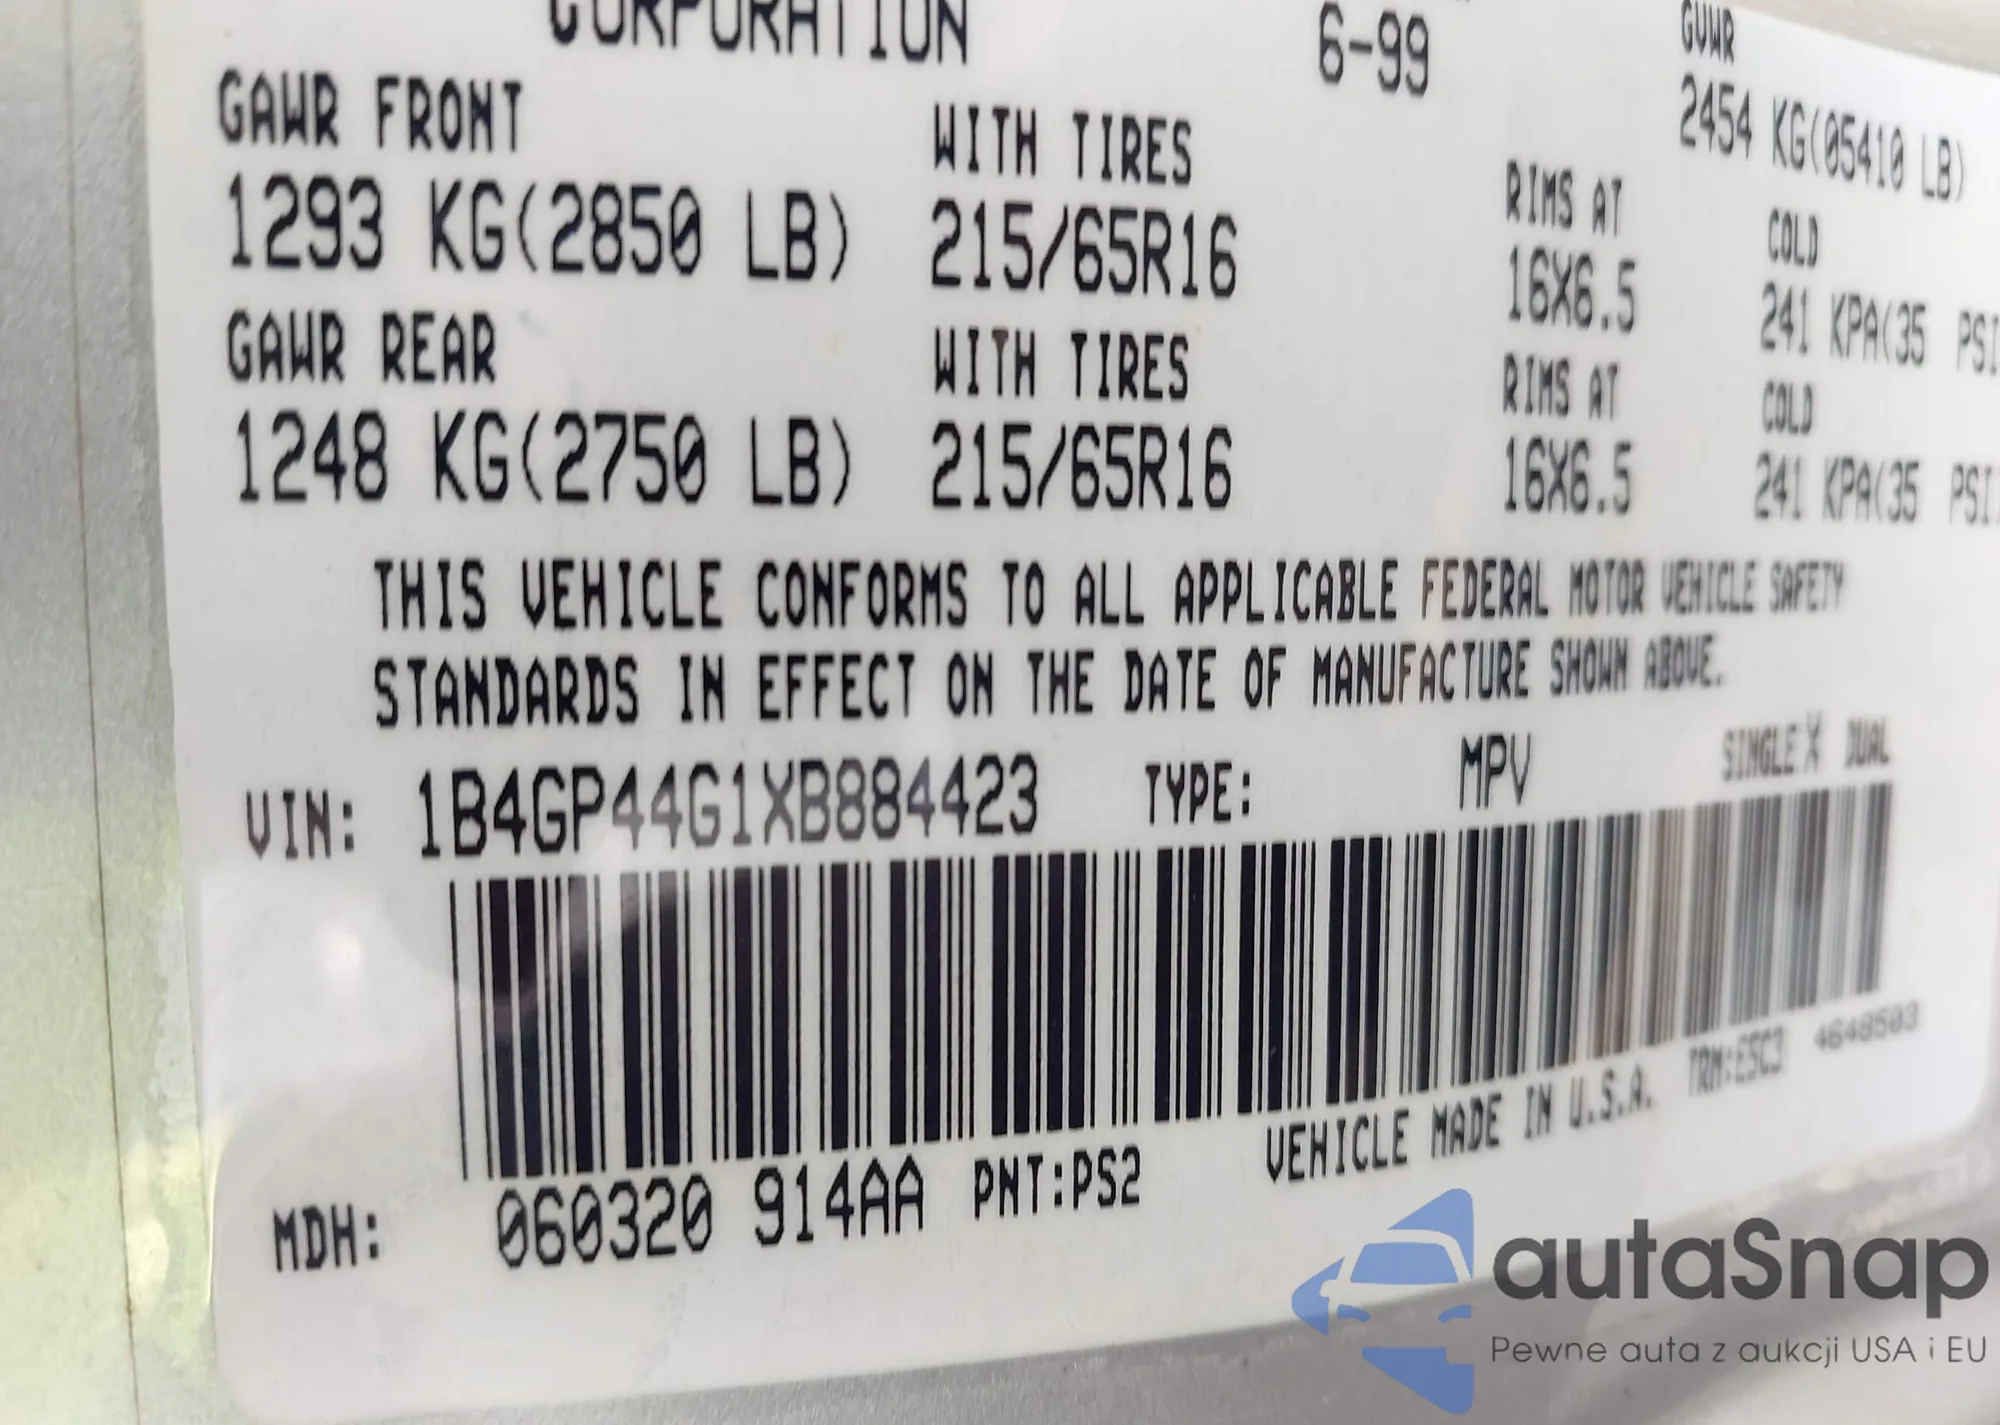 CORPORATION 6-99 GVWR
2454 KG(05410 LB)
GAWR FRONT WITH TIRES RIMS AT COLD
1293 KG(2850 LB) 215/65R16 16X6.5 241 KPA(35 PSI
GAWR REAR WITH TIRES RIMS AT COLD
1248 KG(2750 LB) 215/65R16 16X6.5 241 KPA(35 PSI)
THIS VEHICLE CONFORMS TO ALL APPLICABLE FEDERAL MOTOR VEHICLE SAFETY
STANDARDS IN EFFECT ON THE DATE OF MANUFACTURE SHOWN ABOVE.
VIN: 1B4GP44G1XB884423 TYPE: MPV SINGLE X DUAL
MDH: 060320 914AA PNT:PS2 VEHICLE MADE IN U.S.A. TRM:E5C3 4648503
autaSnap
Pewne auta z aukcji USA i EU